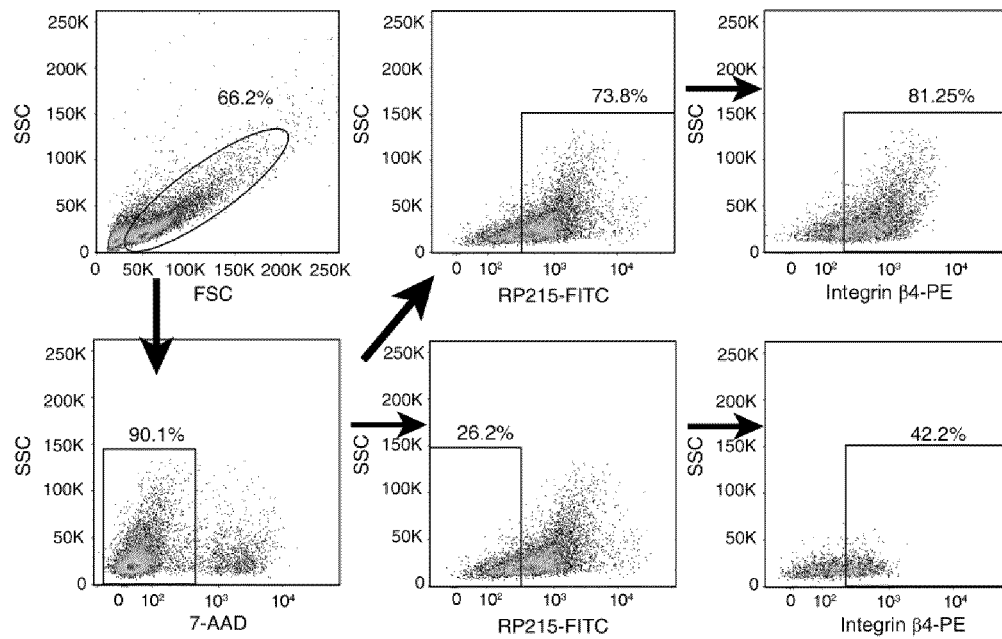 250K
200K
150K
100K
50K
0
SSC
66.2%
0 50K 100K 150K 200K 250K
FSC
250K
200K
150K
100K
50K
0
SSC
73.8%
0 10² 10³ 10⁴
RP215-FITC
250K
200K
150K
100K
50K
0
SSC
81.25%
0 10² 10³ 10⁴
Integrin β4-PE
250K
200K
150K
100K
50K
0
SSC
90.1%
0 10² 10³ 10⁴
7-AAD
250K
200K
150K
100K
50K
0
SSC
26.2%
0 10² 10³ 10⁴
RP215-FITC
250K
200K
150K
100K
50K
0
SSC
42.2%
0 10² 10³ 10⁴
Integrin β4-PE